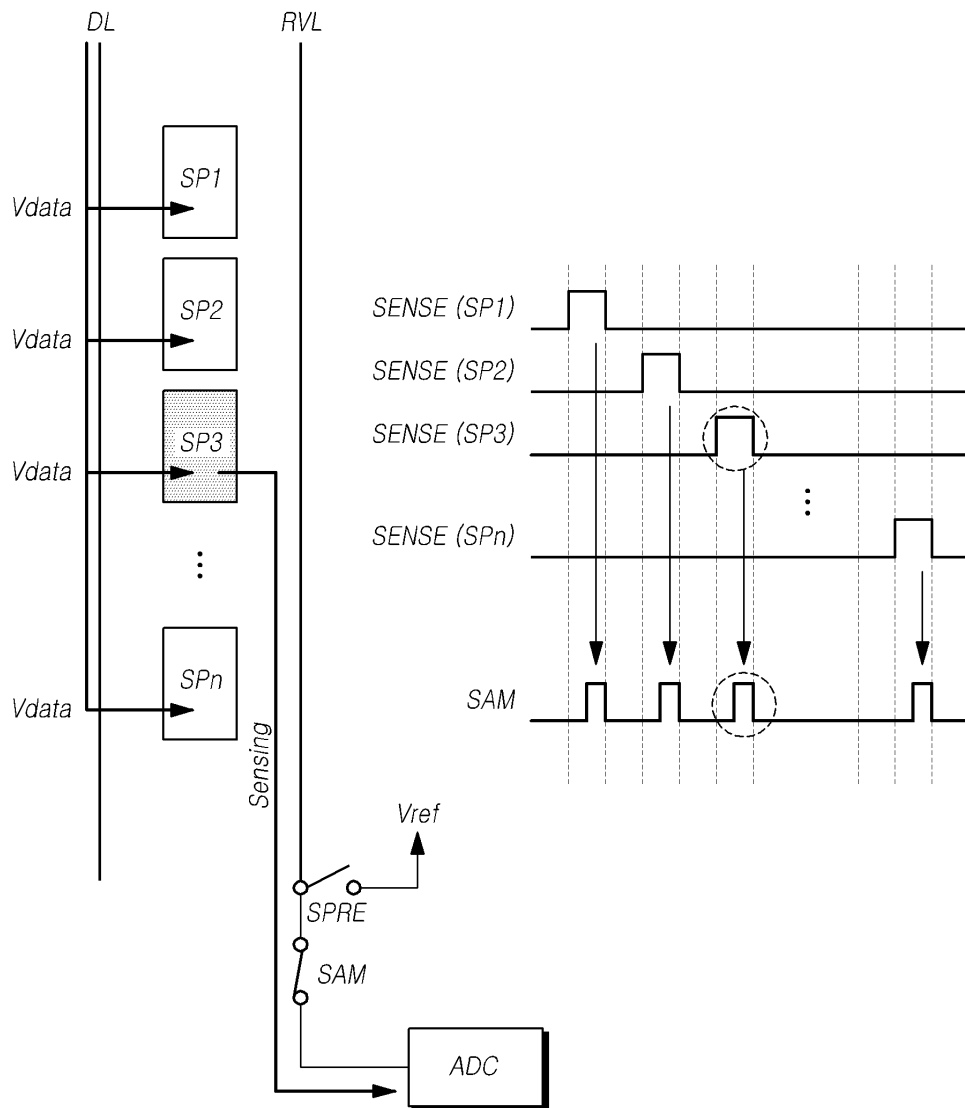 DL
RVL
SP1
Vdata
SP2
Vdata
SP3
Vdata
SPn
Vdata
Sensing
Vref
SPRE
SAM
ADC
SENSE (SP1)
SENSE (SP2)
SENSE (SP3)
SENSE (SPn)
SAM